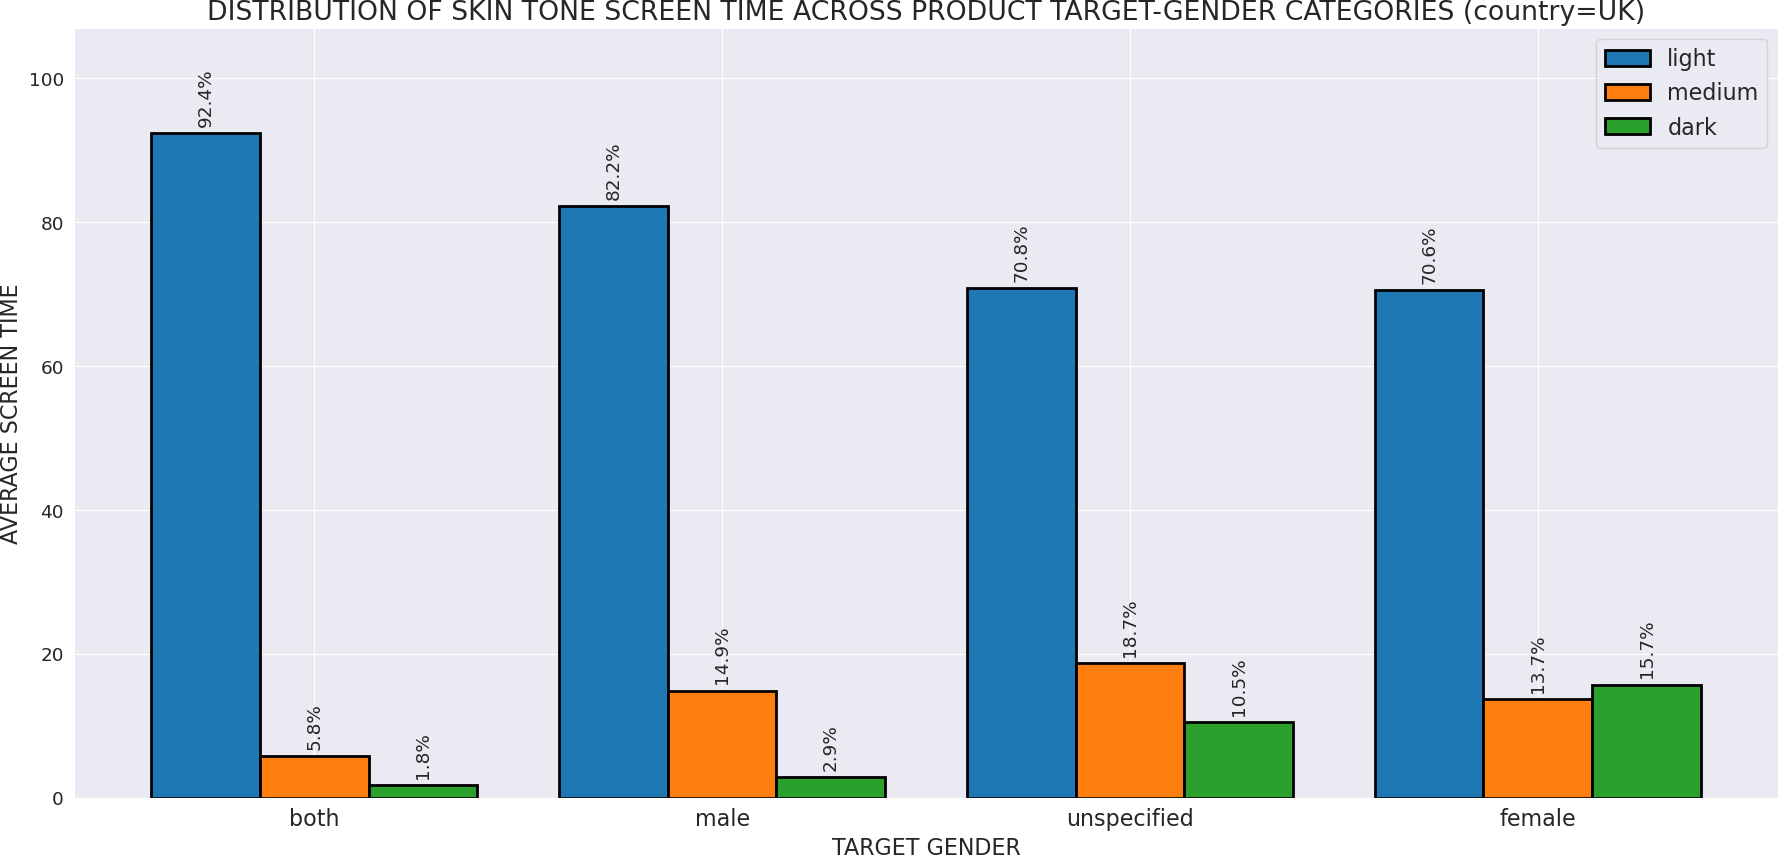 DISTRIBUTION OF SKIN TONE SCREEN TIME ACROSS PRODUCT TARGET-GENDER CATEGORIES (country=UK)
light
medium
dark
AVERAGE SCREEN TIME
100
80
60
40
20
0
92.4%
5.8%
1.8%
82.2%
14.9%
2.9%
70.8%
18.7%
10.5%
70.6%
13.7%
15.7%
both
male
unspecified
female
TARGET GENDER